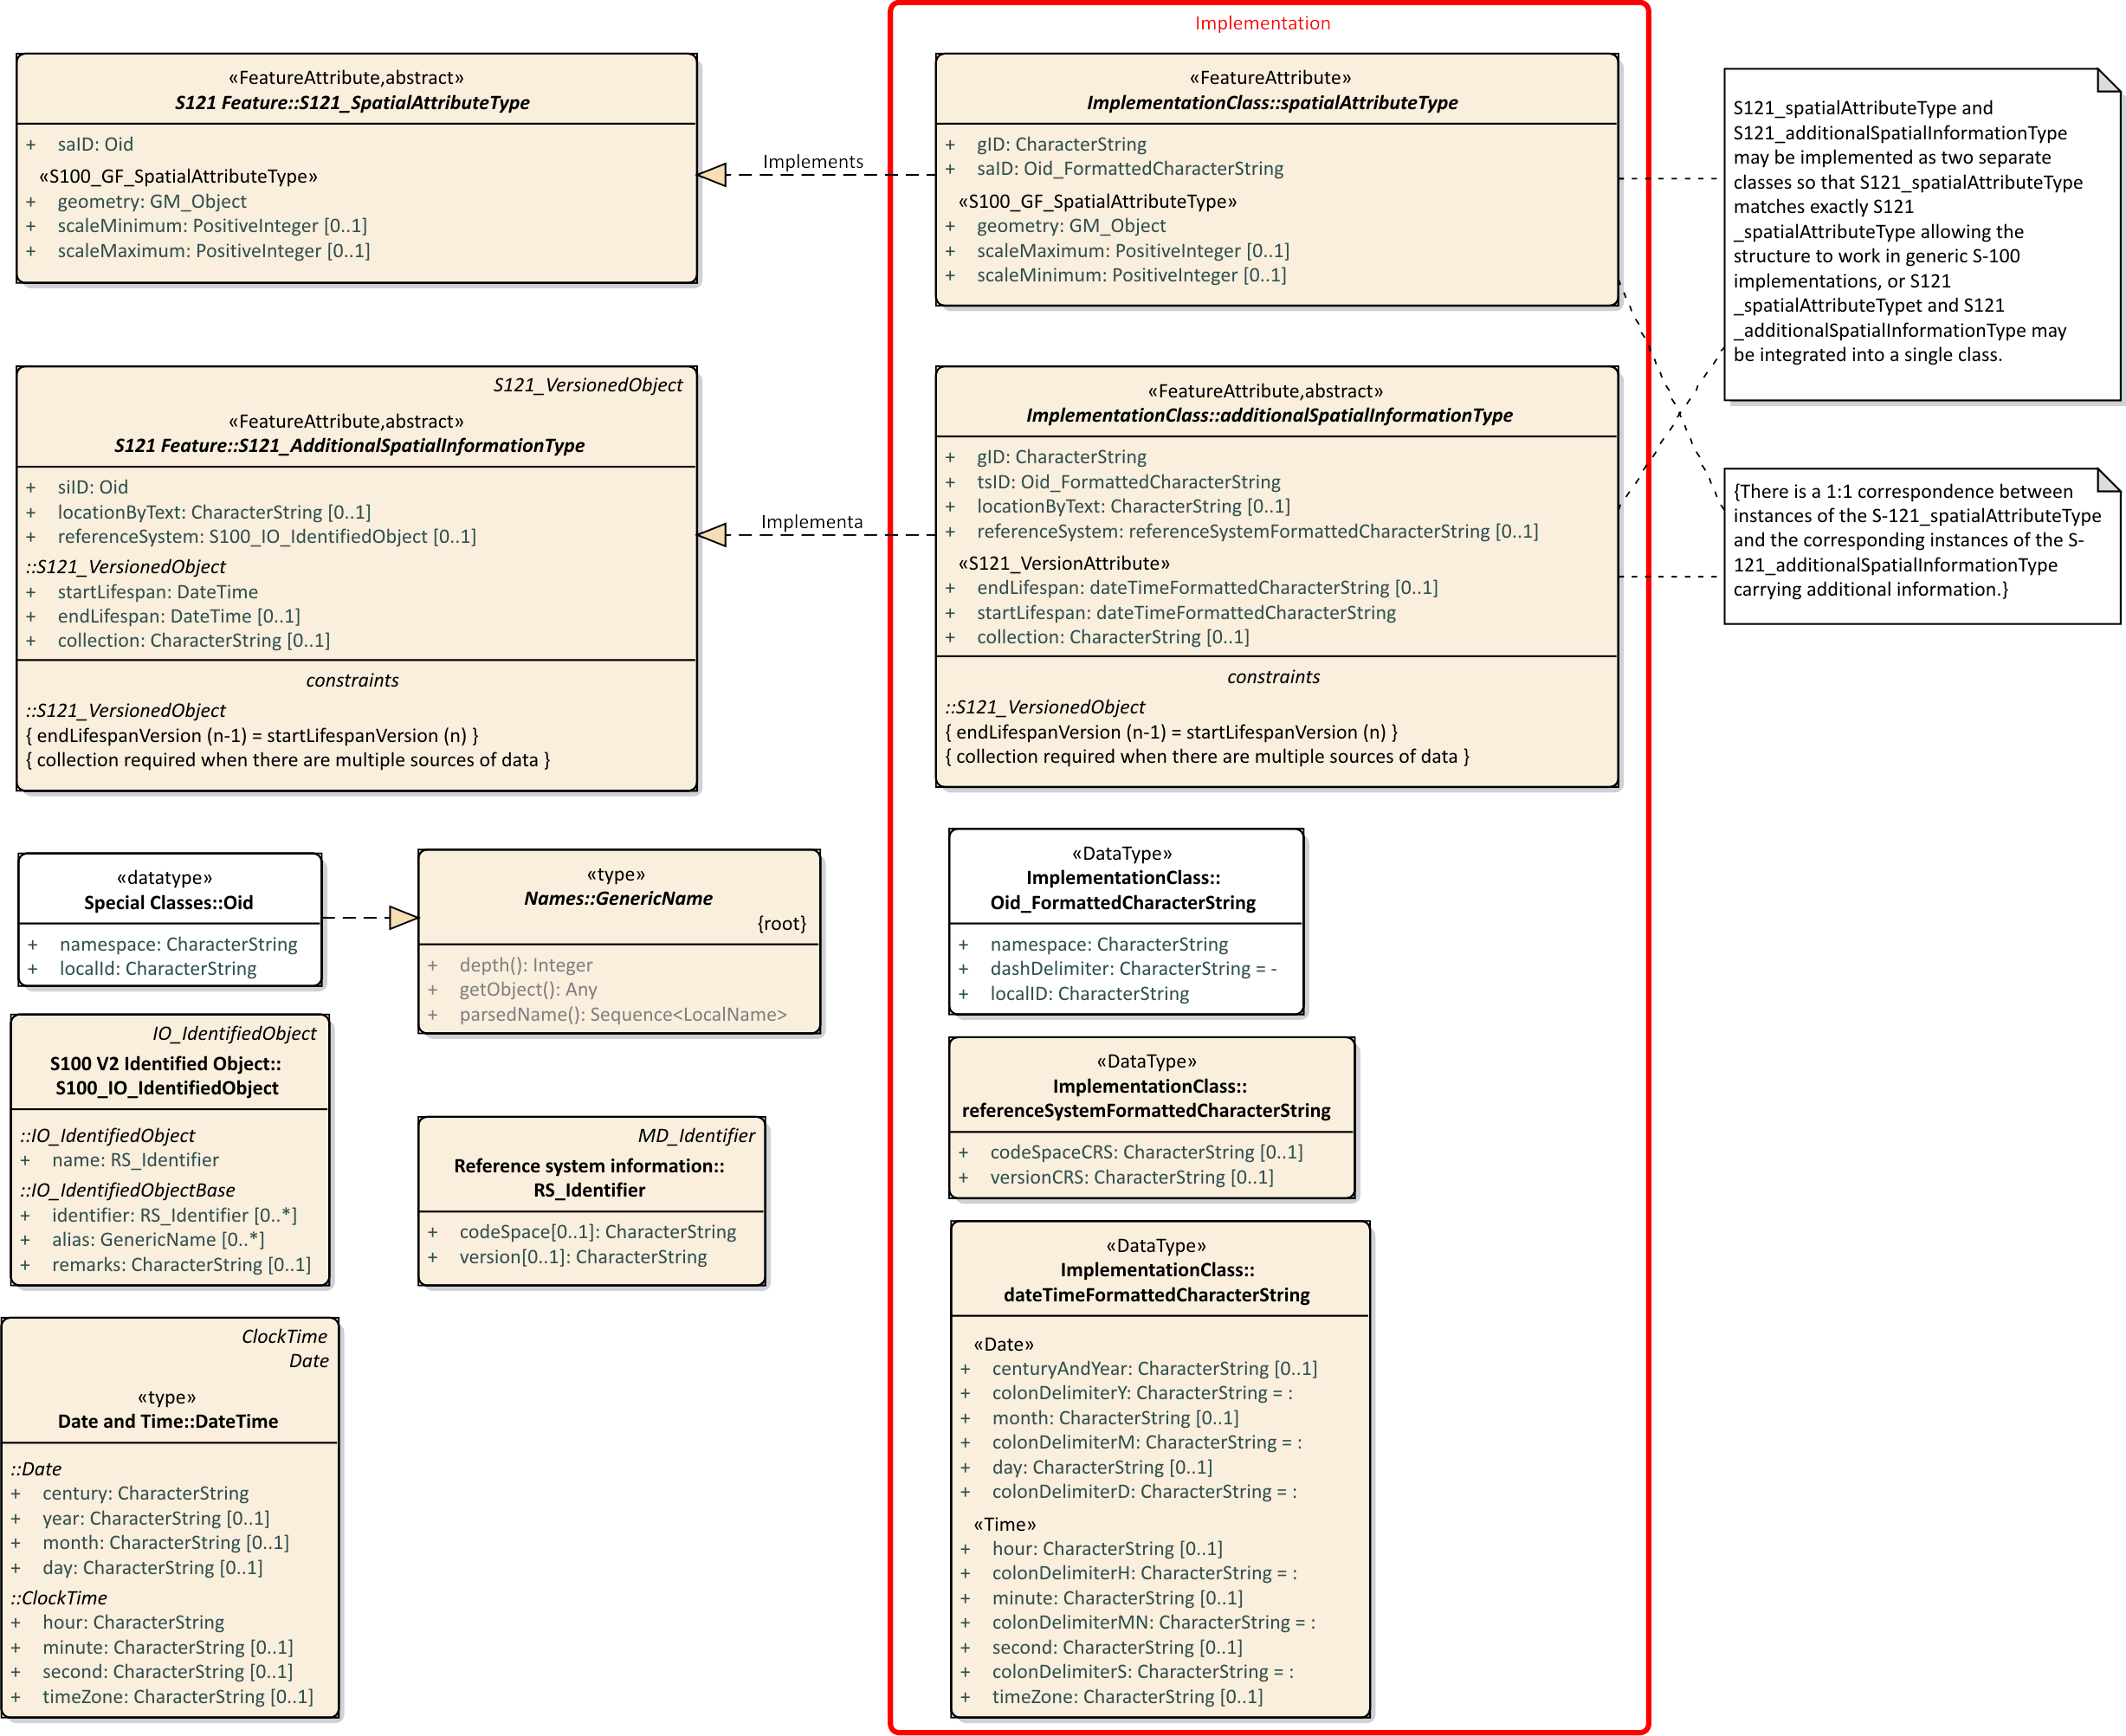 Implementation
«FeatureAttribute,abstract»
S121 Feature::S121_SpatialAttributeType
+ saID: Oid
«S100_GF_SpatialAttributeType»
+ geometry: GM_Object
+ scaleMinimum: PositiveInteger [0..1]
+ scaleMaximum: PositiveInteger [0..1]
Implements
«FeatureAttribute»
ImplementationClass::spatialAttributeType
+ gID: CharacterString
+ saID: Oid_FormattedCharacterString
«S100_GF_SpatialAttributeType»
+ geometry: GM_Object
+ scaleMaximum: PositiveInteger [0..1]
+ scaleMinimum: PositiveInteger [0..1]
S121_spatialAttributeType and
S121_additionalSpatialInformationType
may be implemented as two separate
classes so that S121_spatialAttributeType
matches exactly S121
_spatialAttributeType allowing the
structure to work in generic S-100
implementations, or S121
_spatialAttributeTypet and S121
_additionalSpatialInformationType may
be integrated into a single class.
S121_VersionedObject
«FeatureAttribute,abstract»
S121 Feature::S121_AdditionalSpatialInformationType
+ siID: Oid
+ locationByText: CharacterString [0..1]
+ referenceSystem: S100_IO_IdentifiedObject [0..1]
::S121_VersionedObject
+ startLifespan: DateTime
+ endLifespan: DateTime [0..1]
+ collection: CharacterString [0..1]
constraints
::S121_VersionedObject
{ endLifespanVersion (n-1) = startLifespanVersion (n) }
{ collection required when there are multiple sources of data }
Implementa
«FeatureAttribute,abstract»
ImplementationClass::additionalSpatialInformationType
+ gID: CharacterString
+ tsID: Oid_FormattedCharacterString
+ locationByText: CharacterString [0..1]
+ referenceSystem: referenceSystemFormattedCharacterString [0..1]
«S121_VersionAttribute»
+ endLifespan: dateTimeFormattedCharacterString [0..1]
+ startLifespan: dateTimeFormattedCharacterString
+ collection: CharacterString [0..1]
constraints
::S121_VersionedObject
{ endLifespanVersion (n-1) = startLifespanVersion (n) }
{ collection required when there are multiple sources of data }
{There is a 1:1 correspondence between
instances of the S-121_spatialAttributeType
and the corresponding instances of the S-
121_additionalSpatialInformationType
carrying additional information.}
«datatype»
Special Classes::Oid
+ namespace: CharacterString
+ localId: CharacterString
«type»
Names::GenericName
{root}
+ depth(): Integer
+ getObject(): Any
+ parsedName(): Sequence<LocalName>
«DataType»
ImplementationClass::
Oid_FormattedCharacterString
+ namespace: CharacterString
+ dashDelimiter: CharacterString = -
+ localID: CharacterString
IO_IdentifiedObject
S100 V2 Identified Object::
S100_IO_IdentifiedObject
::IO_IdentifiedObject
+ name: RS_Identifier
::IO_IdentifiedObjectBase
+ identifier: RS_Identifier [0..*]
+ alias: GenericName [0..*]
+ remarks: CharacterString [0..1]
MD_Identifier
Reference system information::
RS_Identifier
+ codeSpace[0..1]: CharacterString
+ version[0..1]: CharacterString
«DataType»
ImplementationClass::
referenceSystemFormattedCharacterString
+ codeSpaceCRS: CharacterString [0..1]
+ versionCRS: CharacterString [0..1]
ClockTime
Date
«type»
Date and Time::DateTime
::Date
+ century: CharacterString
+ year: CharacterString [0..1]
+ month: CharacterString [0..1]
+ day: CharacterString [0..1]
::ClockTime
+ hour: CharacterString
+ minute: CharacterString [0..1]
+ second: CharacterString [0..1]
+ timeZone: CharacterString [0..1]
«DataType»
ImplementationClass::
dateTimeFormattedCharacterString
«Date»
+ centuryAndYear: CharacterString [0..1]
+ colonDelimiterY: CharacterString = :
+ month: CharacterString [0..1]
+ colonDelimiterM: CharacterString = :
+ day: CharacterString [0..1]
+ colonDelimiterD: CharacterString = :
«Time»
+ hour: CharacterString [0..1]
+ colonDelimiterH: CharacterString = :
+ minute: CharacterString [0..1]
+ colonDelimiterMN: CharacterString = :
+ second: CharacterString [0..1]
+ colonDelimiterS: CharacterString = :
+ timeZone: CharacterString [0..1]